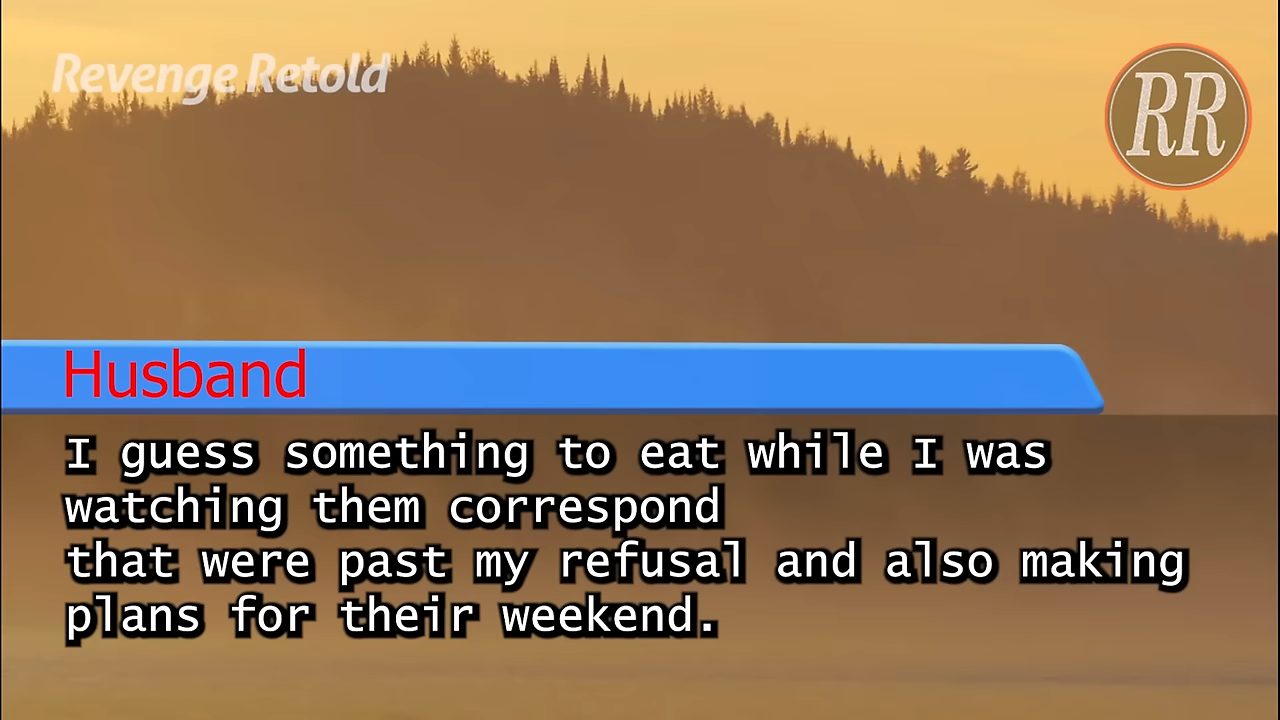 Revenge Retold
RR
Husband
I guess something to eat while I was
watching them correspond
that were past my refusal and also making
plans for their weekend.